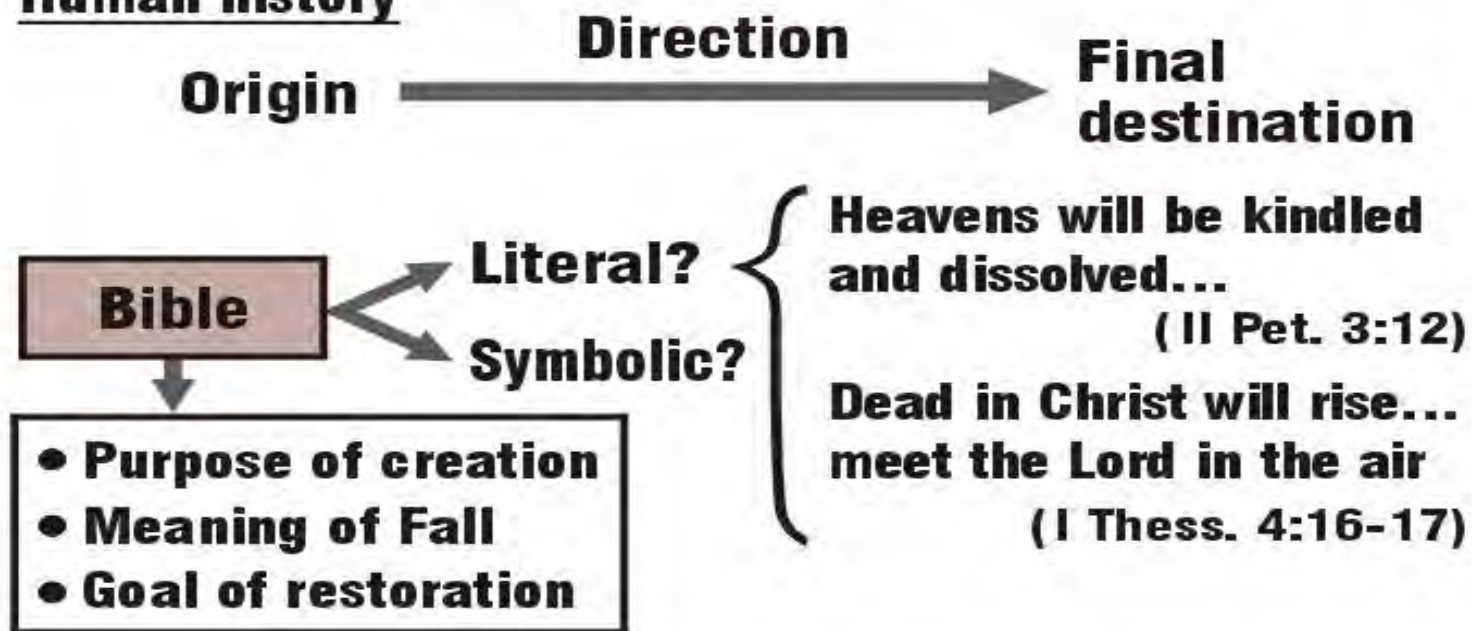 Human history
Direction
Origin
Final
destination
Bible
Literal?
Symbolic?
Heavens will be kindled
and dissolved...
(II Pet. 3:12)
Dead in Christ will rise...
meet the Lord in the air
(I Thess. 4:16-17)
• Purpose of creation
• Meaning of Fall
• Goal of restoration